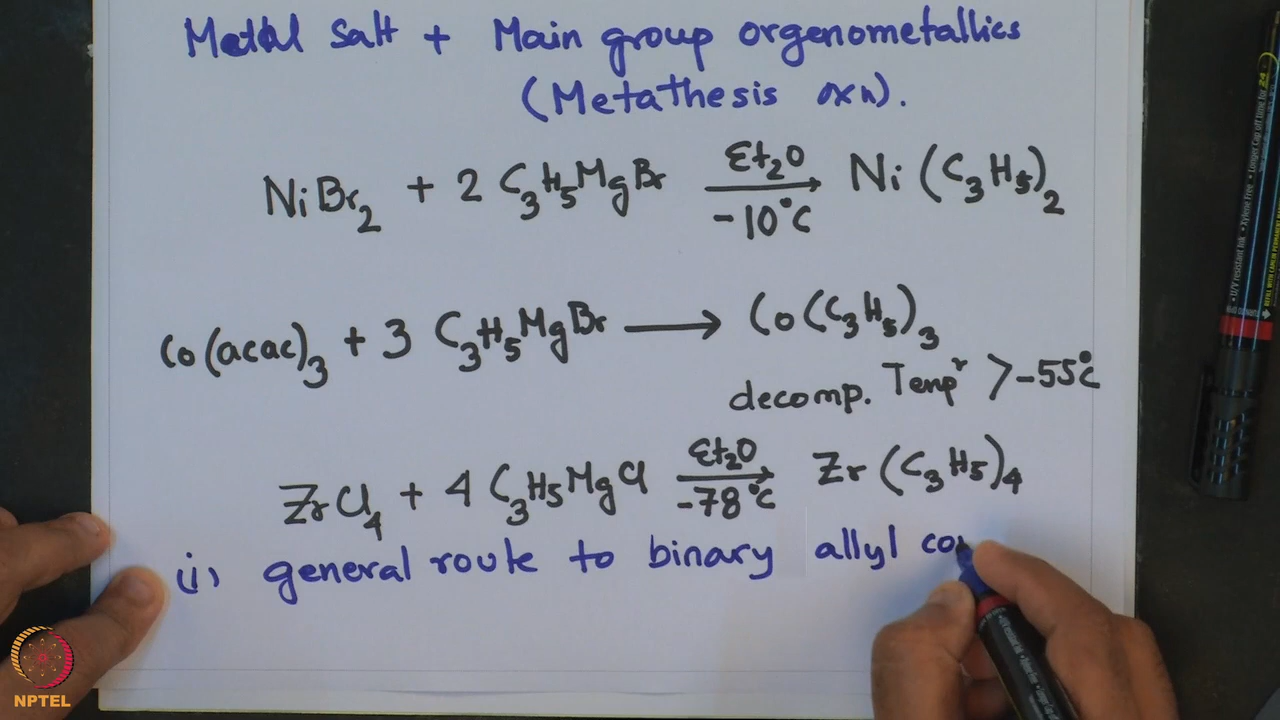 Metal Salt + Main group orgenometallics
(Metathesis rxn).
NiBr2 + 2 C3H5MgBr Et2O -10°C Ni(C3H5)2
Co(acac)3 + 3 C3H5MgBr ⟶ Co(C3H5)3
decomp. Tempr > -55°C
ZrCl4 + 4 C3H5MgCl Et2O -78°C Zr(C3H5)4
(i) general route to binary allyl co
NPTEL